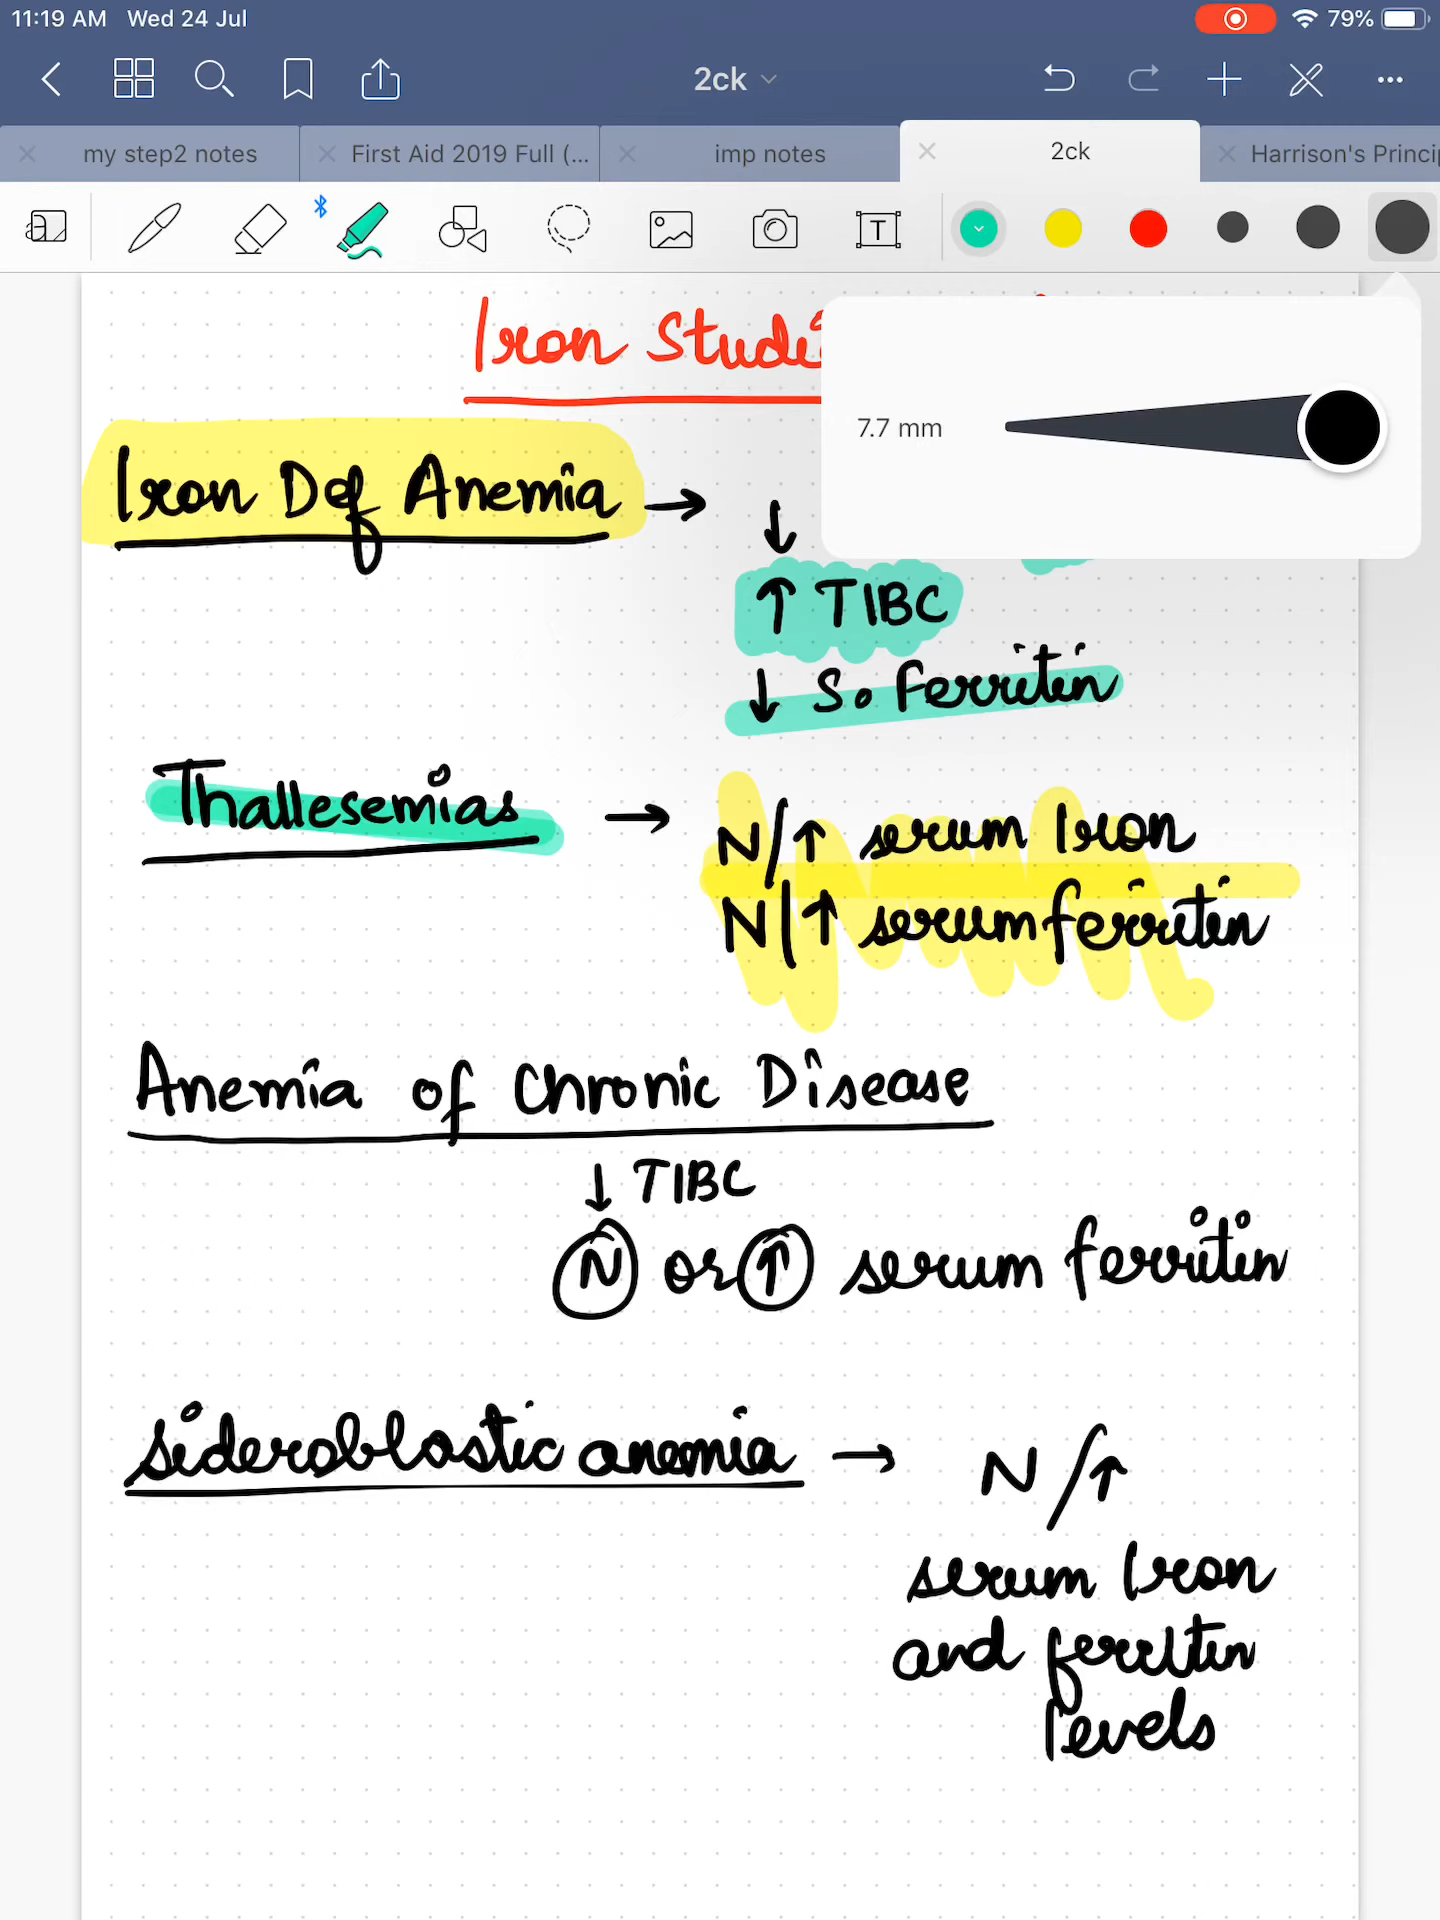 11:19 AM Wed 24 Jul 79%
2ck
my step2 notes First Aid 2019 Full (... imp notes 2ck Harrison's Princi
T
Iron Studi
7.7 mm
Iron Def Anemia → ↓
↑ TIBC
↓ S. Ferritin
Thallesemias → N/↑ serum Iron
N/↑ serum ferritin
Anemia of Chronic Disease
↓ TIBC
N or ↑ serum ferritin
sideroblastic anemia → N/↑
serum Iron
and ferritin
levels